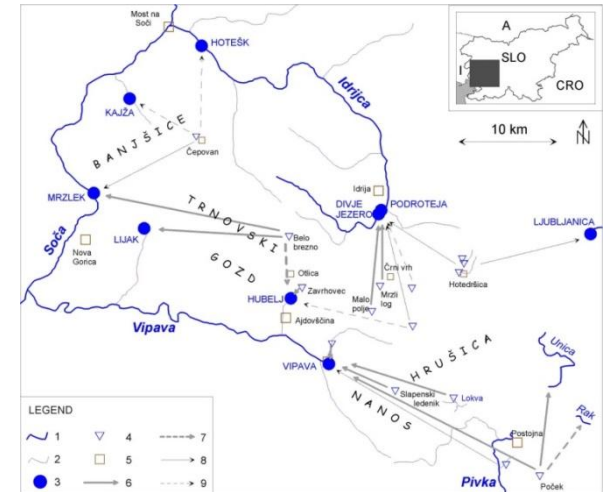 Most na
Soči
HOTEŠK
A
SLO
I
CRO
Idrijca
10 km
N
KAJŽA
BANJŠICE
Čepovan
Idrija
DIVJE
JEZERO
PODROTEJA
MRZLEK
TRNOVSKI
GOZD
LJUBLJANICA
LIJAK
Soča
Nova
Gorica
Belo
brezno
Otlica
Črni vrh
Hotedršica
HUBELJ
Zavrhovec
Malo
polje
Mrzli
log
Ajdovščina
Vipava
HRUŠICA
Unica
VIPAVA
NANOS
Slapenski
ledenik
Lokva
Rak
Postojna
Poček
Pivka
LEGEND
1
4
7
2
5
8
3
6
9